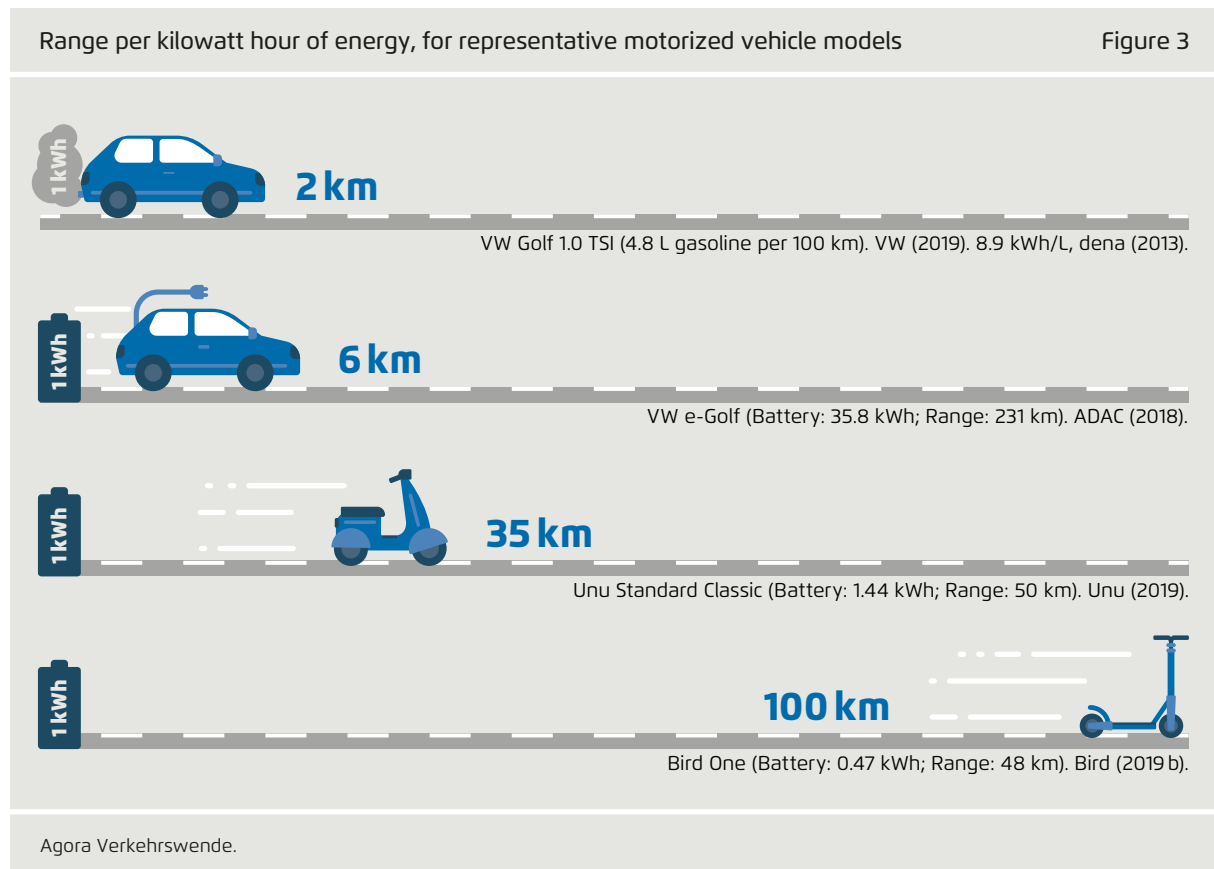 Range per kilowatt hour of energy, for representative motorized vehicle models Figure 3
1 kWh
2 km
VW Golf 1.0 TSI (4.8 L gasoline per 100 km). VW (2019). 8.9 kWh/L, dena (2013).
1 kWh
6 km
VW e-Golf (Battery: 35.8 kWh; Range: 231 km). ADAC (2018).
1 kWh
35 km
Unu Standard Classic (Battery: 1.44 kWh; Range: 50 km). Unu (2019).
1 kWh
100 km
Bird One (Battery: 0.47 kWh; Range: 48 km). Bird (2019 b).
Agora Verkehrswende.